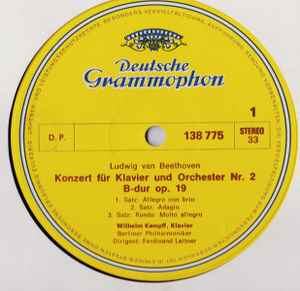 Deutsche
Grammophon
1
D. P.
138 775
STEREO
33
Ludwig van Beethoven
Konzert für Klavier und Orchester Nr. 2
B-dur op. 19
1. Satz: Allegro con brio
2. Satz: Adagio
3. Satz: Rondo: Molto allegro
Wilhelm Kempff, Klavier
Berliner Philharmoniker
Dirigent: Ferdinand Leitner